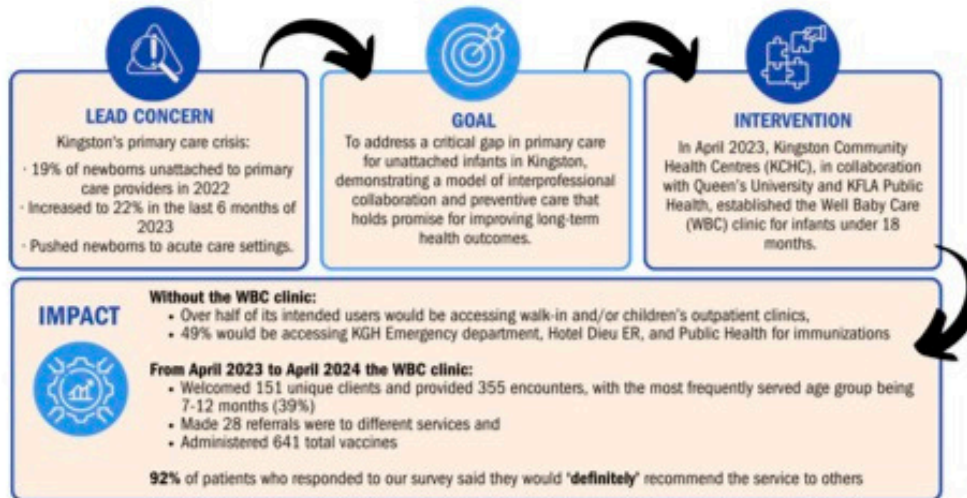 LEAD CONCERN
Kingston's primary care crisis:
· 19% of newborns unattached to primary
care providers in 2022
· Increased to 22% in the last 6 months of
2023
· Pushed newborns to acute care settings.
GOAL
To address a critical gap in primary care
for unattached infants in Kingston,
demonstrating a model of interprofessional
collaboration and preventive care that
holds promise for improving long-term
health outcomes.
INTERVENTION
In April 2023, Kingston Community
Health Centres (KCHC), in collaboration
with Queen's University and KFLA Public
Health, established the Well Baby Care
(WBC) clinic for infants under 18
months.
IMPACT
Without the WBC clinic:
• Over half of its intended users would be accessing walk-in and/or children's outpatient clinics,
• 49% would be accessing KGH Emergency department, Hotel Dieu ER, and Public Health for immunizations
From April 2023 to April 2024 the WBC clinic:
• Welcomed 151 unique clients and provided 355 encounters, with the most frequently served age group being
7-12 months (39%)
• Made 28 referrals were to different services and
• Administered 641 total vaccines
92% of patients who responded to our survey said they would "definitely" recommend the service to others